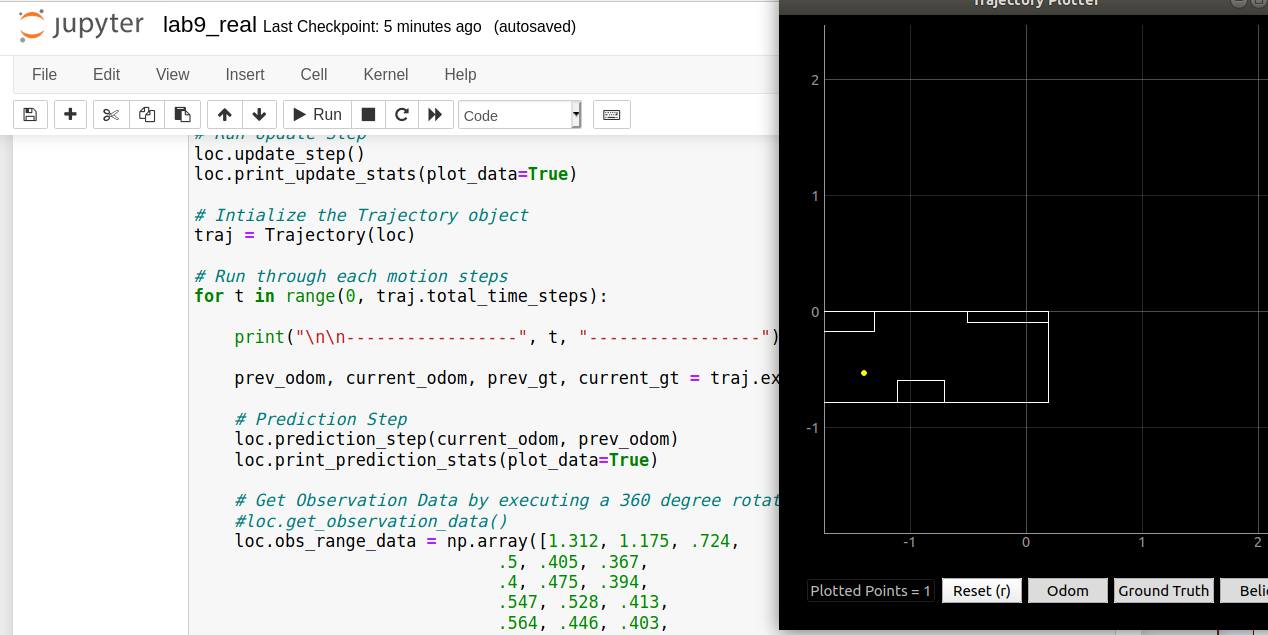 jupyter lab9_real Last Checkpoint: 5 minutes ago (autosaved)
File Edit View Insert Cell Kernel Help
Run Code
# Run Update Step
loc.update_step()
loc.print_update_stats(plot_data=True)
# Intialize the Trajectory object
traj = Trajectory(loc)
# Run through each motion steps
for t in range(0, traj.total_time_steps):
print("\n\n-----------------", t, "-----------------")
prev_odom, current_odom, prev_gt, current_gt = traj.ex
# Prediction Step
loc.prediction_step(current_odom, prev_odom)
loc.print_prediction_stats(plot_data=True)
# Get Observation Data by executing a 360 degree rotat
#loc.get_observation_data()
loc.obs_range_data = np.array([1.312, 1.175, .724,
.5, .405, .367,
.4, .475, .394,
.547, .528, .413,
.564, .446, .403,
Trajectory Plotter
2
1
0
-1
-1 0 1 2
Plotted Points = 1 Reset (r) Odom Ground Truth Beli